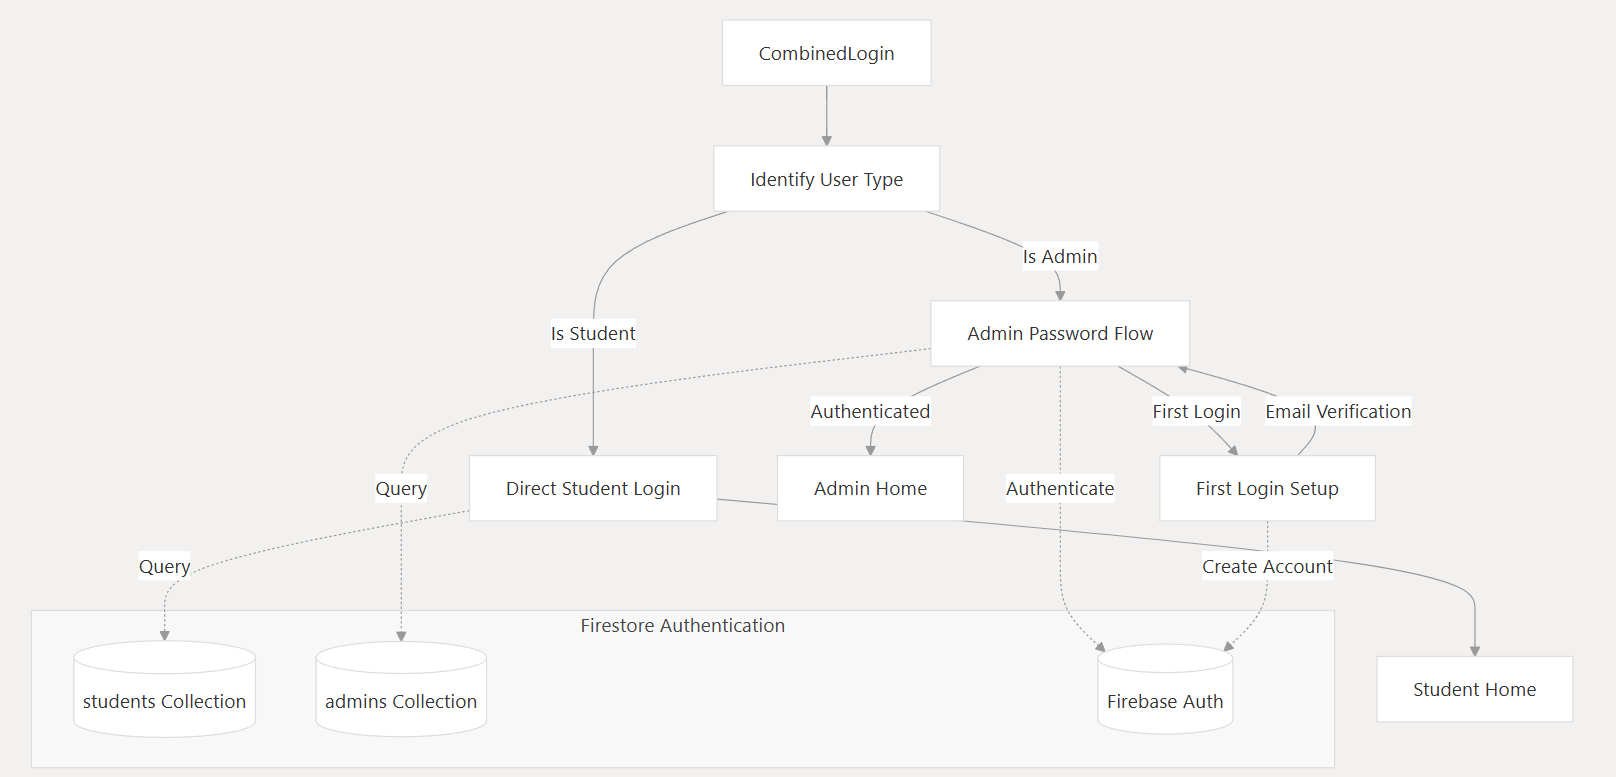 CombinedLogin
Identify User Type
Is Admin
Is Student
Admin Password Flow
Authenticated
First Login
Email Verification
Query
Direct Student Login
Admin Home
Authenticate
First Login Setup
Query
Create Account
Firestore Authentication
students Collection
admins Collection
Firebase Auth
Student Home